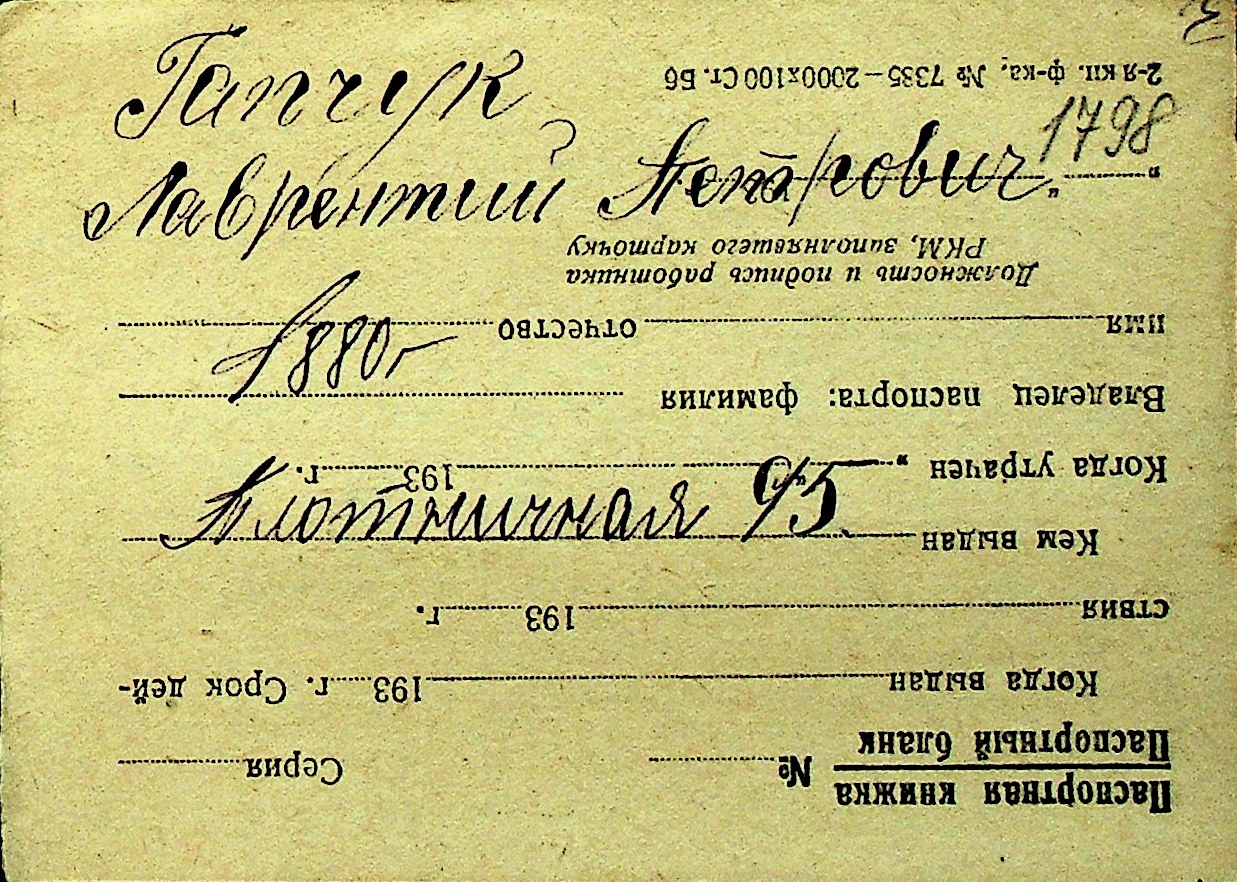 Гапчук
Лаврентий Петрович
1798
1880 г
Плотничная 95
Паспортная книжка
Паспортный бланк
№ Серия
Когда выдан 193 г. Срок дей-
ствия 193 г.
Кем выдан
Когда утрачен „ 193 г.
Владелец паспорта: фамилия
имя отчество
Должность и подпись работника
РКМ, заполнявшего карточку
„ “
2-я кн. ф-ка, № 7335—2000х100 Ст. Б6